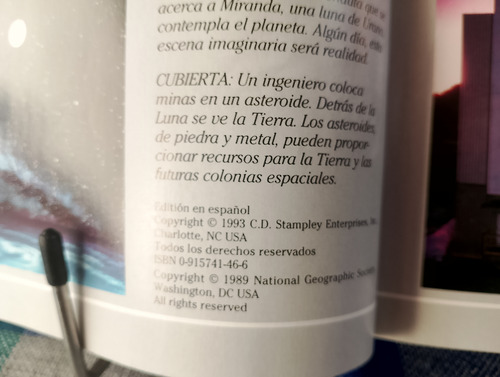 acerca a Miranda, una luna de Urano,
contempla el planeta. Algún día, esta
escena imaginaria será realidad.
CUBIERTA: Un ingeniero coloca
minas en un asteroide. Detrás de la
Luna se ve la Tierra. Los asteroides,
de piedra y metal, pueden propor-
cionar recursos para la Tierra y las
futuras colonias espaciales.
Edición en español
Copyright © 1993 C.D. Stampley Enterprises, Inc.
Charlotte, NC USA
Todos los derechos reservados
ISBN 0-915741-46-6
Copyright © 1989 National Geographic Society
Washington, DC USA
All rights reserved